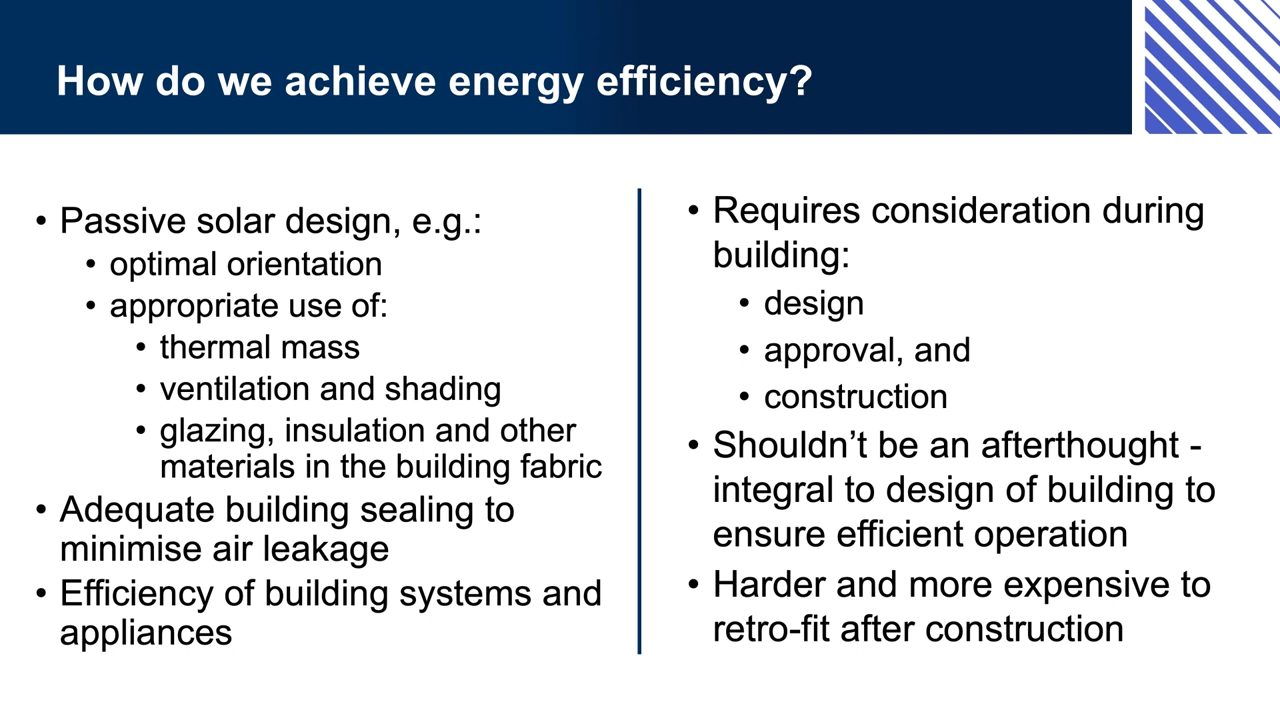 How do we achieve energy efficiency?
• Passive solar design, e.g.:
• optimal orientation
• appropriate use of:
• thermal mass
• ventilation and shading
• glazing, insulation and other
materials in the building fabric
• Adequate building sealing to
minimise air leakage
• Efficiency of building systems and
appliances
• Requires consideration during
building:
• design
• approval, and
• construction
• Shouldn’t be an afterthought -
integral to design of building to
ensure efficient operation
• Harder and more expensive to
retro-fit after construction